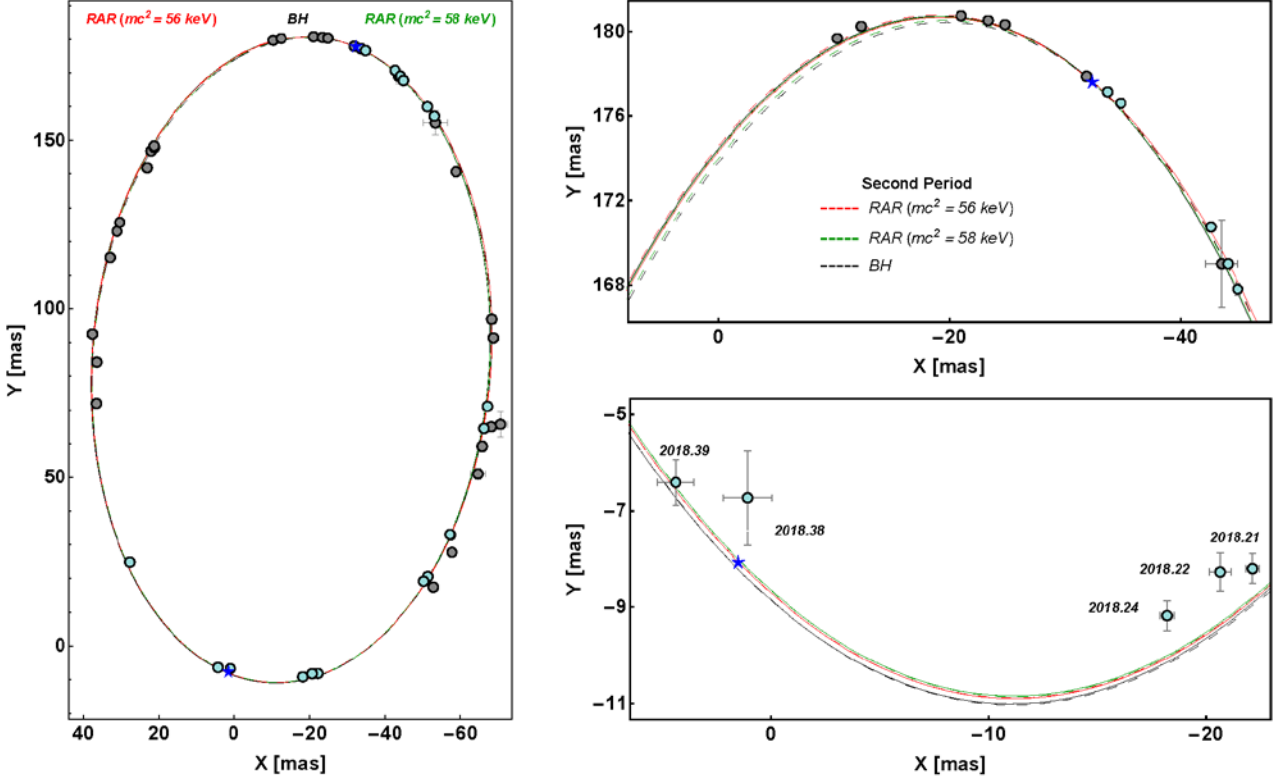 RAR (mc² = 56 keV) BH RAR (mc² = 58 keV)
150
100
50
0
Y [mas]
40 20 0 −20 −40 −60
X [mas]
180
176
172
168
Y [mas]
Second Period
RAR (mc² = 56 keV)
RAR (mc² = 58 keV)
BH
0 −20 −40
X [mas]
−5
−7
−9
−11
Y [mas]
2018.39
2018.38
2018.21
2018.22
2018.24
0 −10 −20
X [mas]